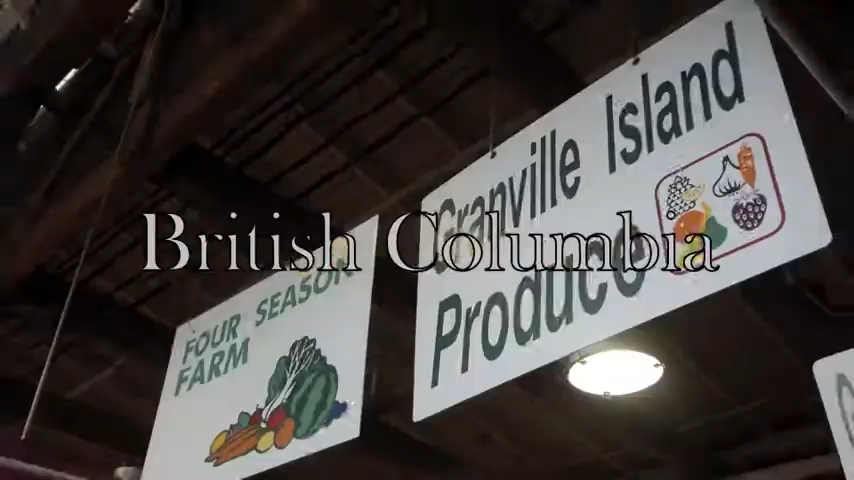 British Columbia
FOUR SEASON
FARM
Granville Island
Produce